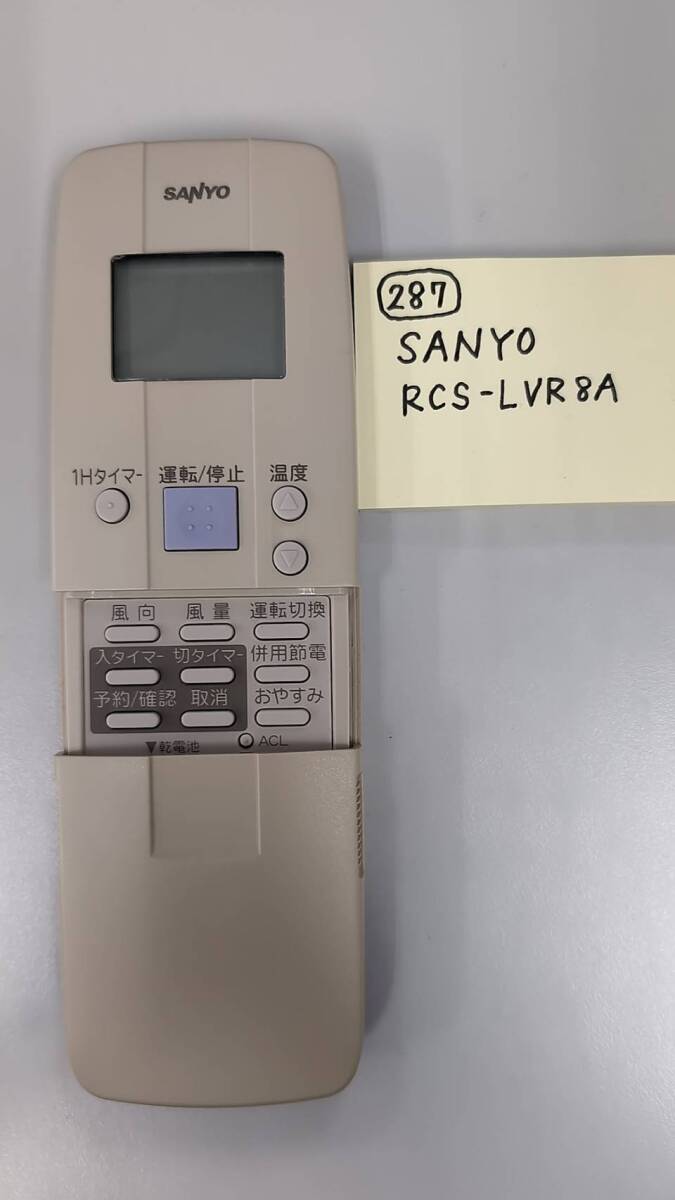 SANYO
287
SANYO
RCS-LVR8A
1Hタイマー 運転/停止 温度
風向 風量 運転切換
入タイマー 切タイマー 併用節電
予約/確認 取消 おやすみ
▼乾電池 ACL